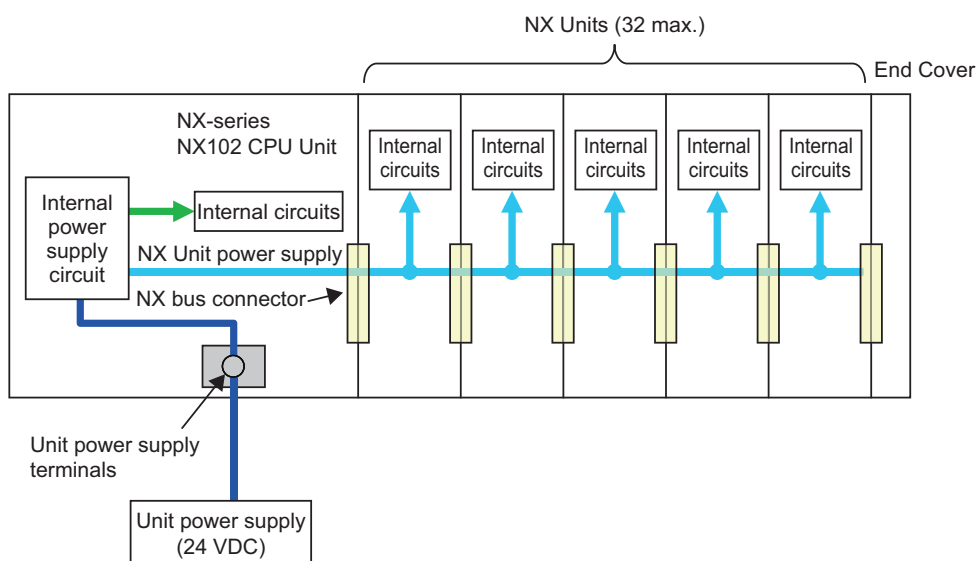 NX Units (32 max.)
End Cover
NX-series
NX102 CPU Unit
Internal
circuits
Internal
circuits
Internal
circuits
Internal
circuits
Internal
circuits
Internal
power
supply
circuit
Internal circuits
NX Unit power supply
NX bus connector
Unit power supply
terminals
Unit power supply
(24 VDC)